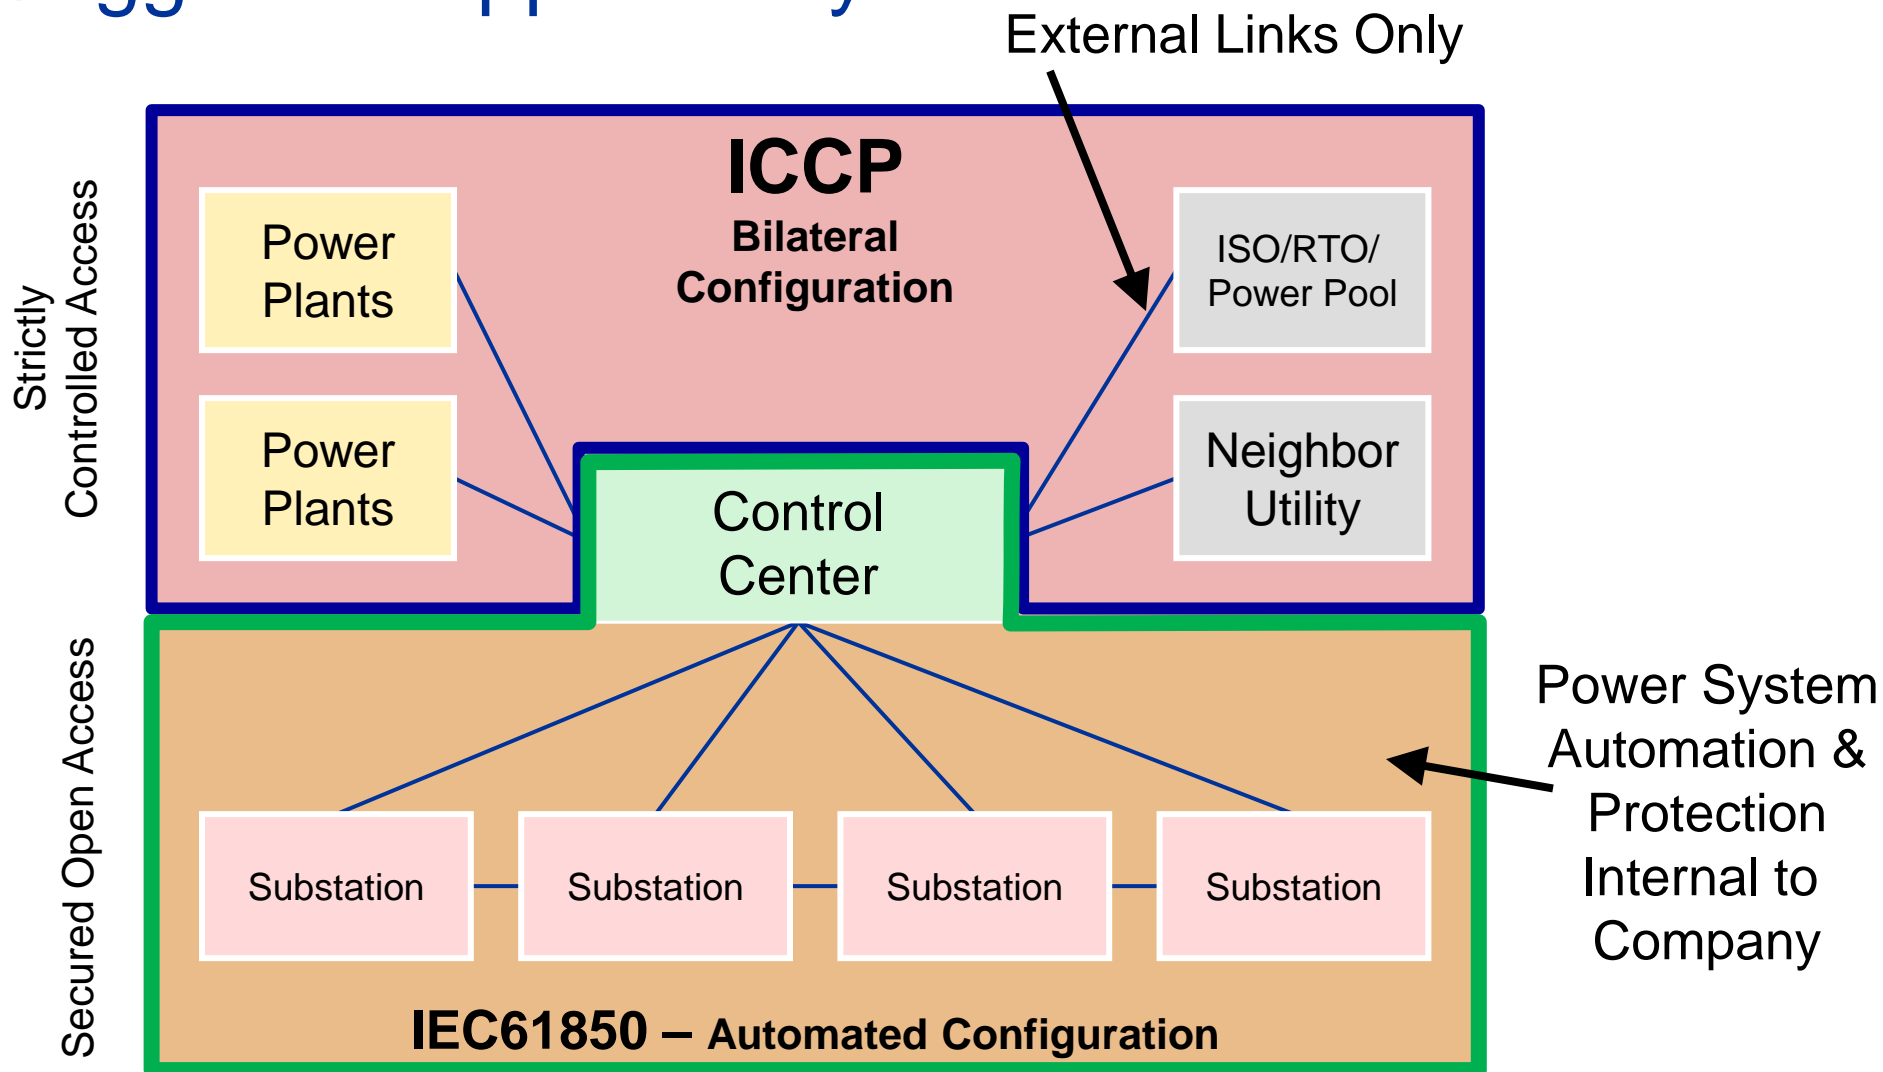 External Links Only
ICCP
Bilateral
Configuration
Strictly
Controlled Access
Power
Plants
Power
Plants
ISO/RTO/
Power Pool
Neighbor
Utility
Control
Center
Secured Open Access
Substation
Substation
Substation
Substation
IEC61850 – Automated Configuration
Power System
Automation &
Protection
Internal to
Company